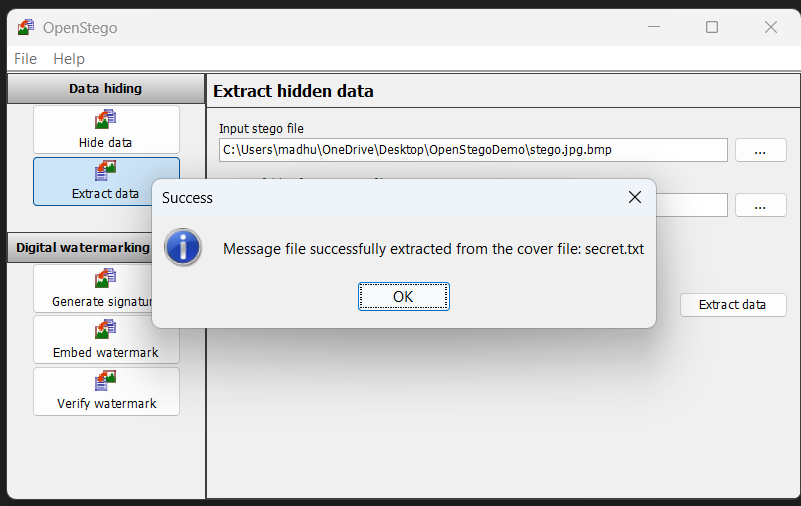 OpenStego
File Help
Data hiding
Hide data
Extract data
Digital watermarking
Generate signatu
Embed watermark
Verify watermark
Extract hidden data
Input stego file
C:\Users\madhu\OneDrive\Desktop\OpenStegoDemo\stego.jpg.bmp
...
...
Extract data
Success
Message file successfully extracted from the cover file: secret.txt
OK